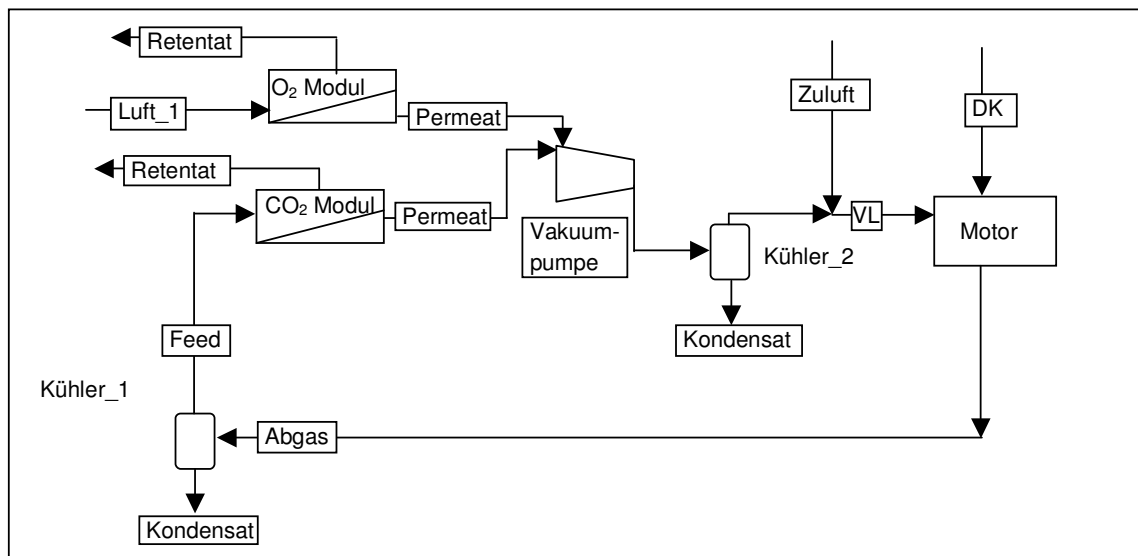 Retentat
O₂ Modul
Luft_1
Permeat
Zuluft
DK
Retentat
CO₂ Modul
Permeat
Vakuum-
pumpe
VL
Motor
Kühler_2
Feed
Kondensat
Kühler_1
Abgas
Kondensat